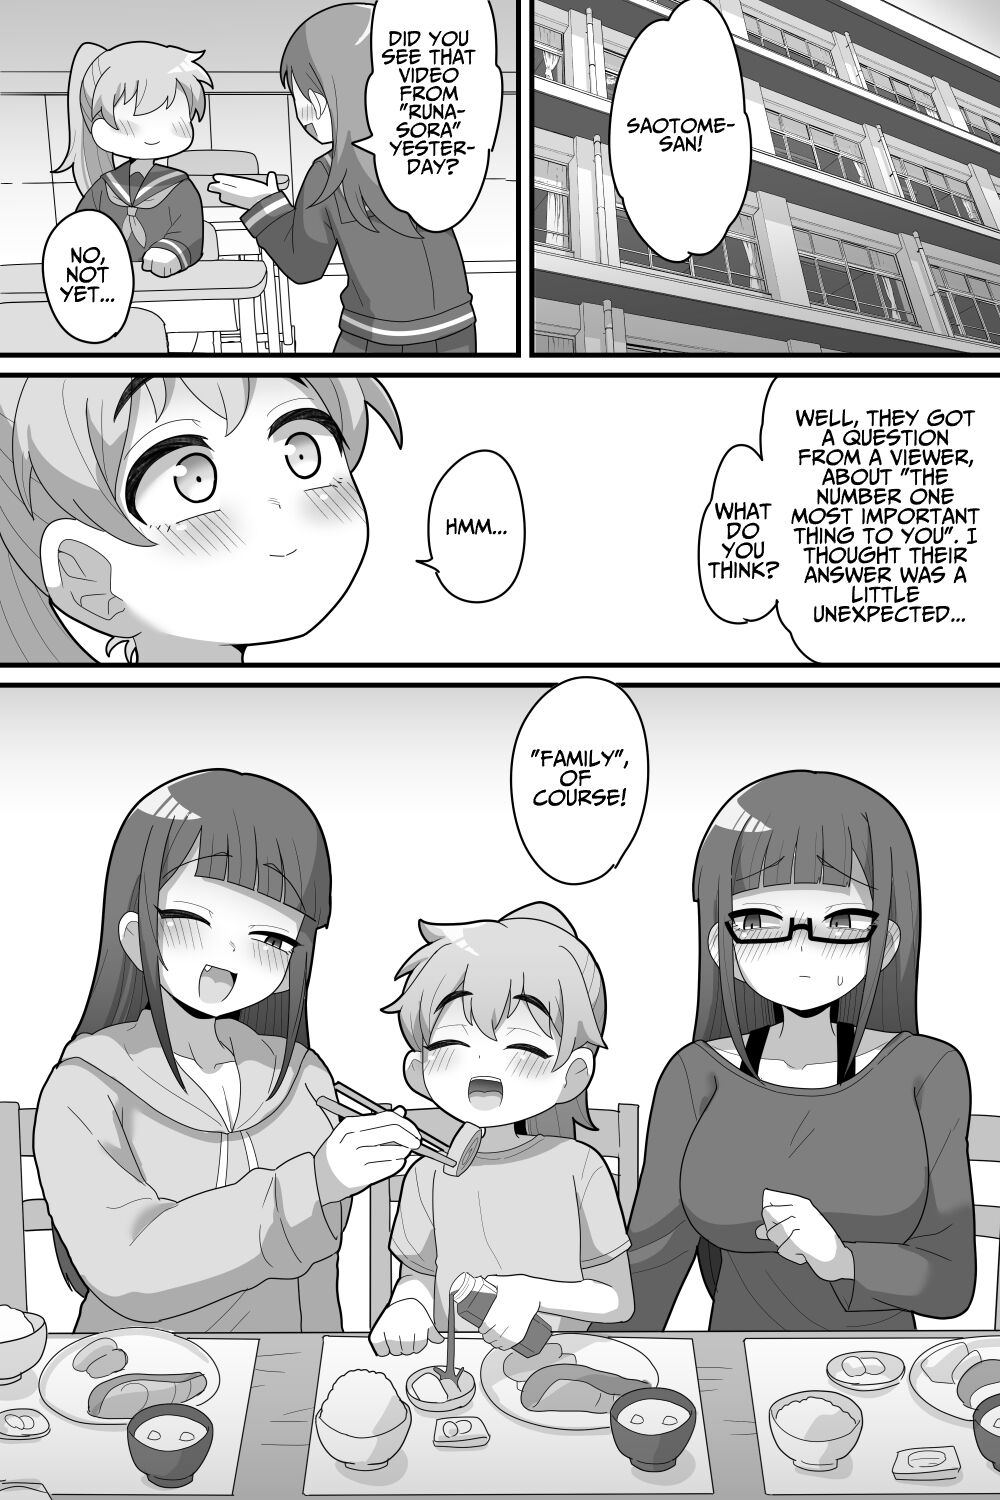 SAOTOME-
SAN!
DID YOU
SEE THAT
VIDEO
FROM
"RUNA-
SORA"
YESTER-
DAY?
NO,
NOT
YET...
WELL, THEY GOT
A QUESTION
FROM A VIEWER,
ABOUT "THE
NUMBER ONE
MOST IMPORTANT
THING TO YOU". I
THOUGHT THEIR
ANSWER WAS A
LITTLE
UNEXPECTED...
WHAT
DO
YOU
THINK?
HMM...
"FAMILY",
OF
COURSE!